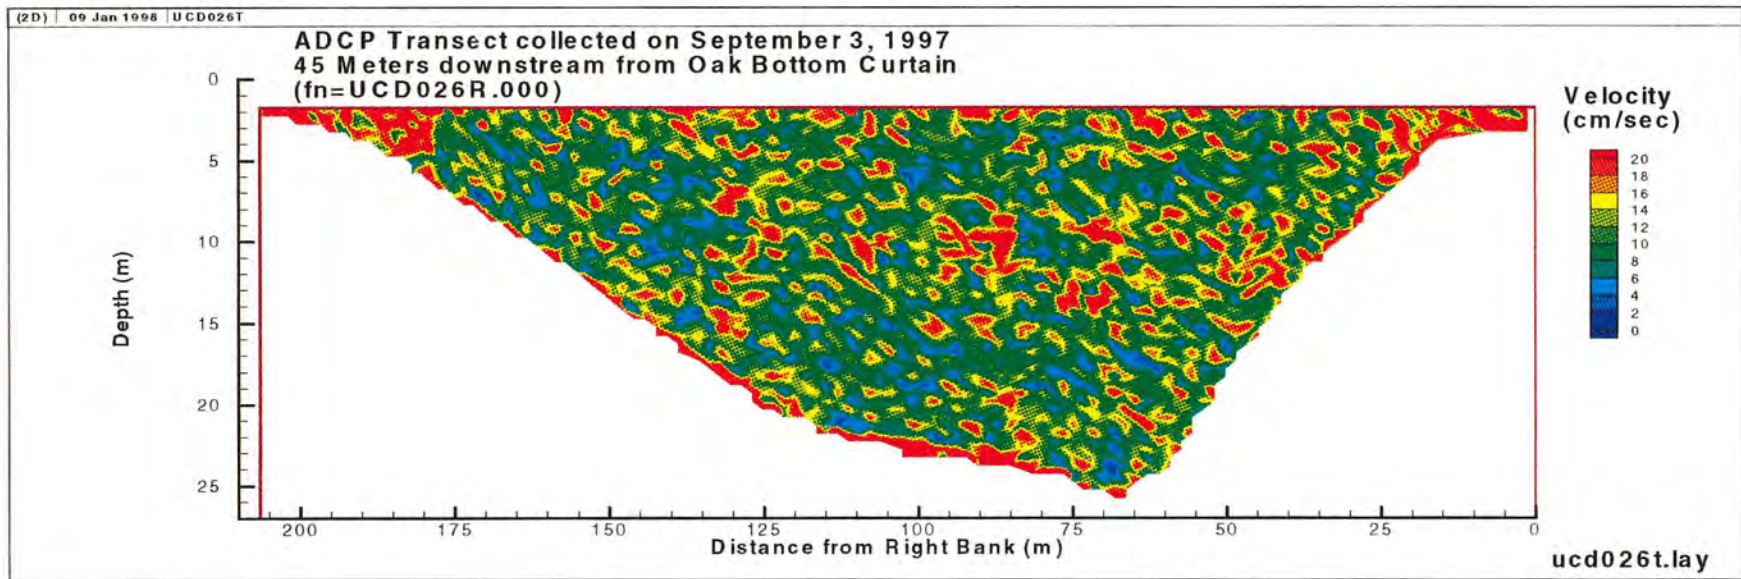 (2D) 09 Jan 1998 UCD026T
ADCP Transect collected on September 3, 1997
45 Meters downstream from Oak Bottom Curtain
(fn=UCD026R.000)
Velocity
(cm/sec)
20
18
16
14
12
10
8
6
4
2
0
Depth (m)
0
5
10
15
20
25
200 175 150 125 100 75 50 25 0
Distance from Right Bank (m)
ucd026t.lay